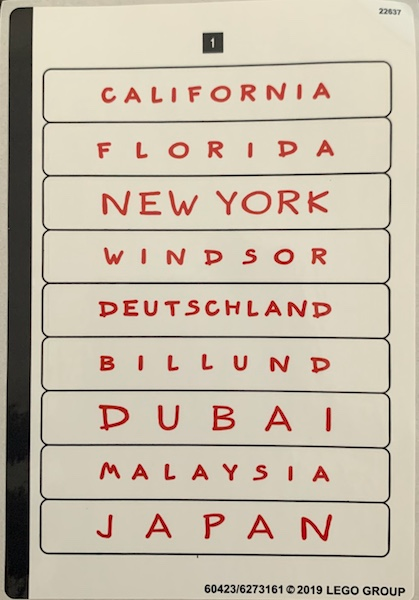 22637
1
CALIFORNIA
FLORIDA
NEW YORK
WINDSOR
DEUTSCHLAND
BILLUND
DUBAI
MALAYSIA
JAPAN
60423/6273161 © 2019 LEGO GROUP